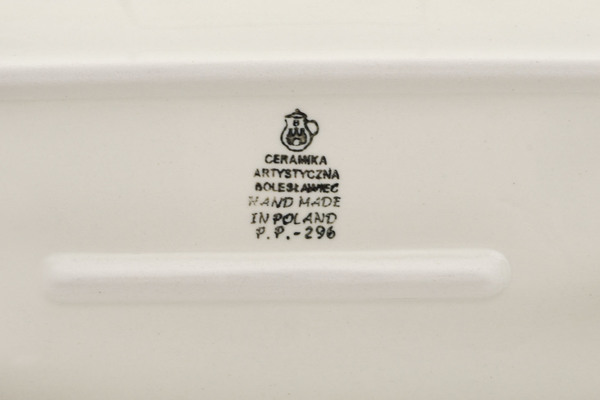 B
CERAMIKA
ARTYSTYCZNA
BOLESŁAWIEC
HAND MADE
IN POLAND
P.P.-296